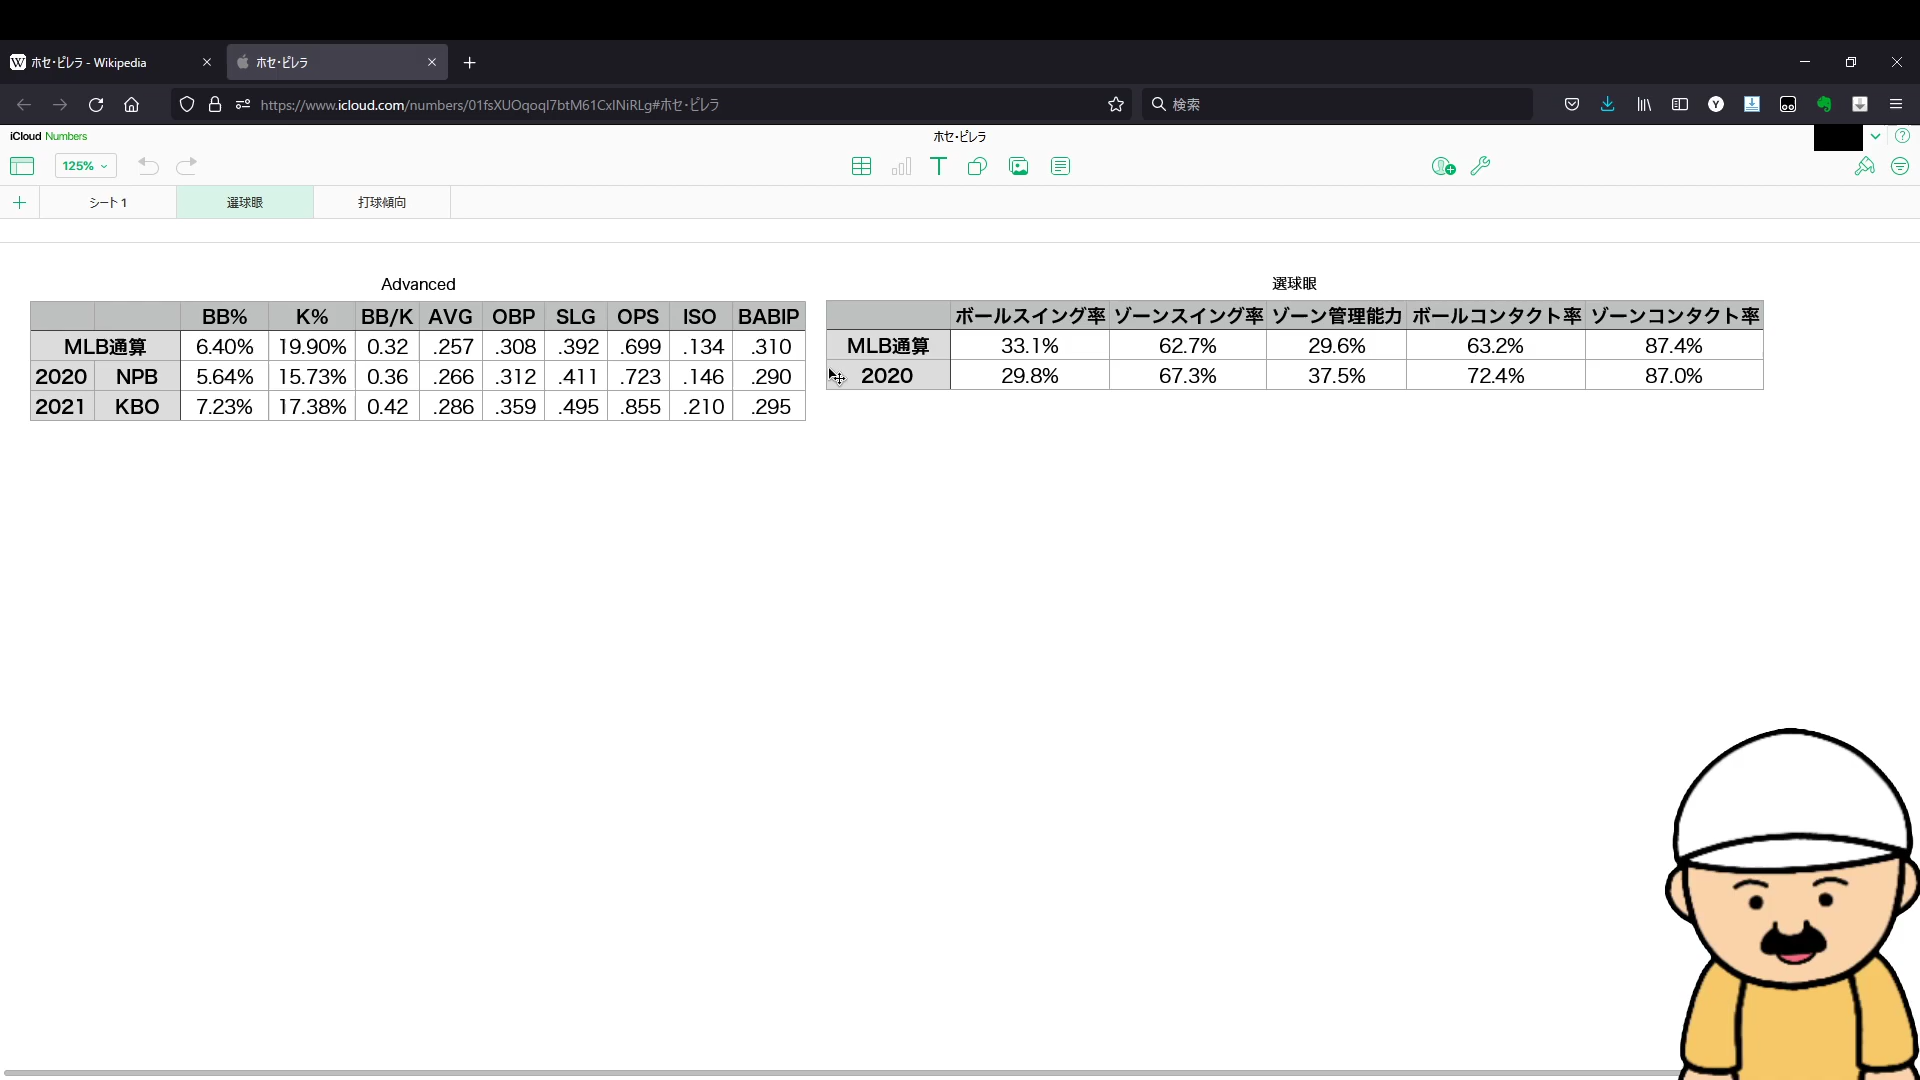 ホセ・ピレラ - Wikipedia
ホセ・ピレラ
https://www.icloud.com/numbers/01fsXUOqoqI7btM61CxINiRLg#ホセ・ピレラ
検索
iCloud Numbers
ホセ・ピレラ
125%
シート1
選球眼
打球傾向
Advanced
BB% K% BB/K AVG OBP SLG OPS ISO BABIP
MLB通算 6.40% 19.90% 0.32 .257 .308 .392 .699 .134 .310
2020 NPB 5.64% 15.73% 0.36 .266 .312 .411 .723 .146 .290
2021 KBO 7.23% 17.38% 0.42 .286 .359 .495 .855 .210 .295
選球眼
ボールスイング率 ゾーンスイング率 ゾーン管理能力 ボールコンタクト率 ゾーンコンタクト率
MLB通算 33.1% 62.7% 29.6% 63.2% 87.4%
2020 29.8% 67.3% 37.5% 72.4% 87.0%